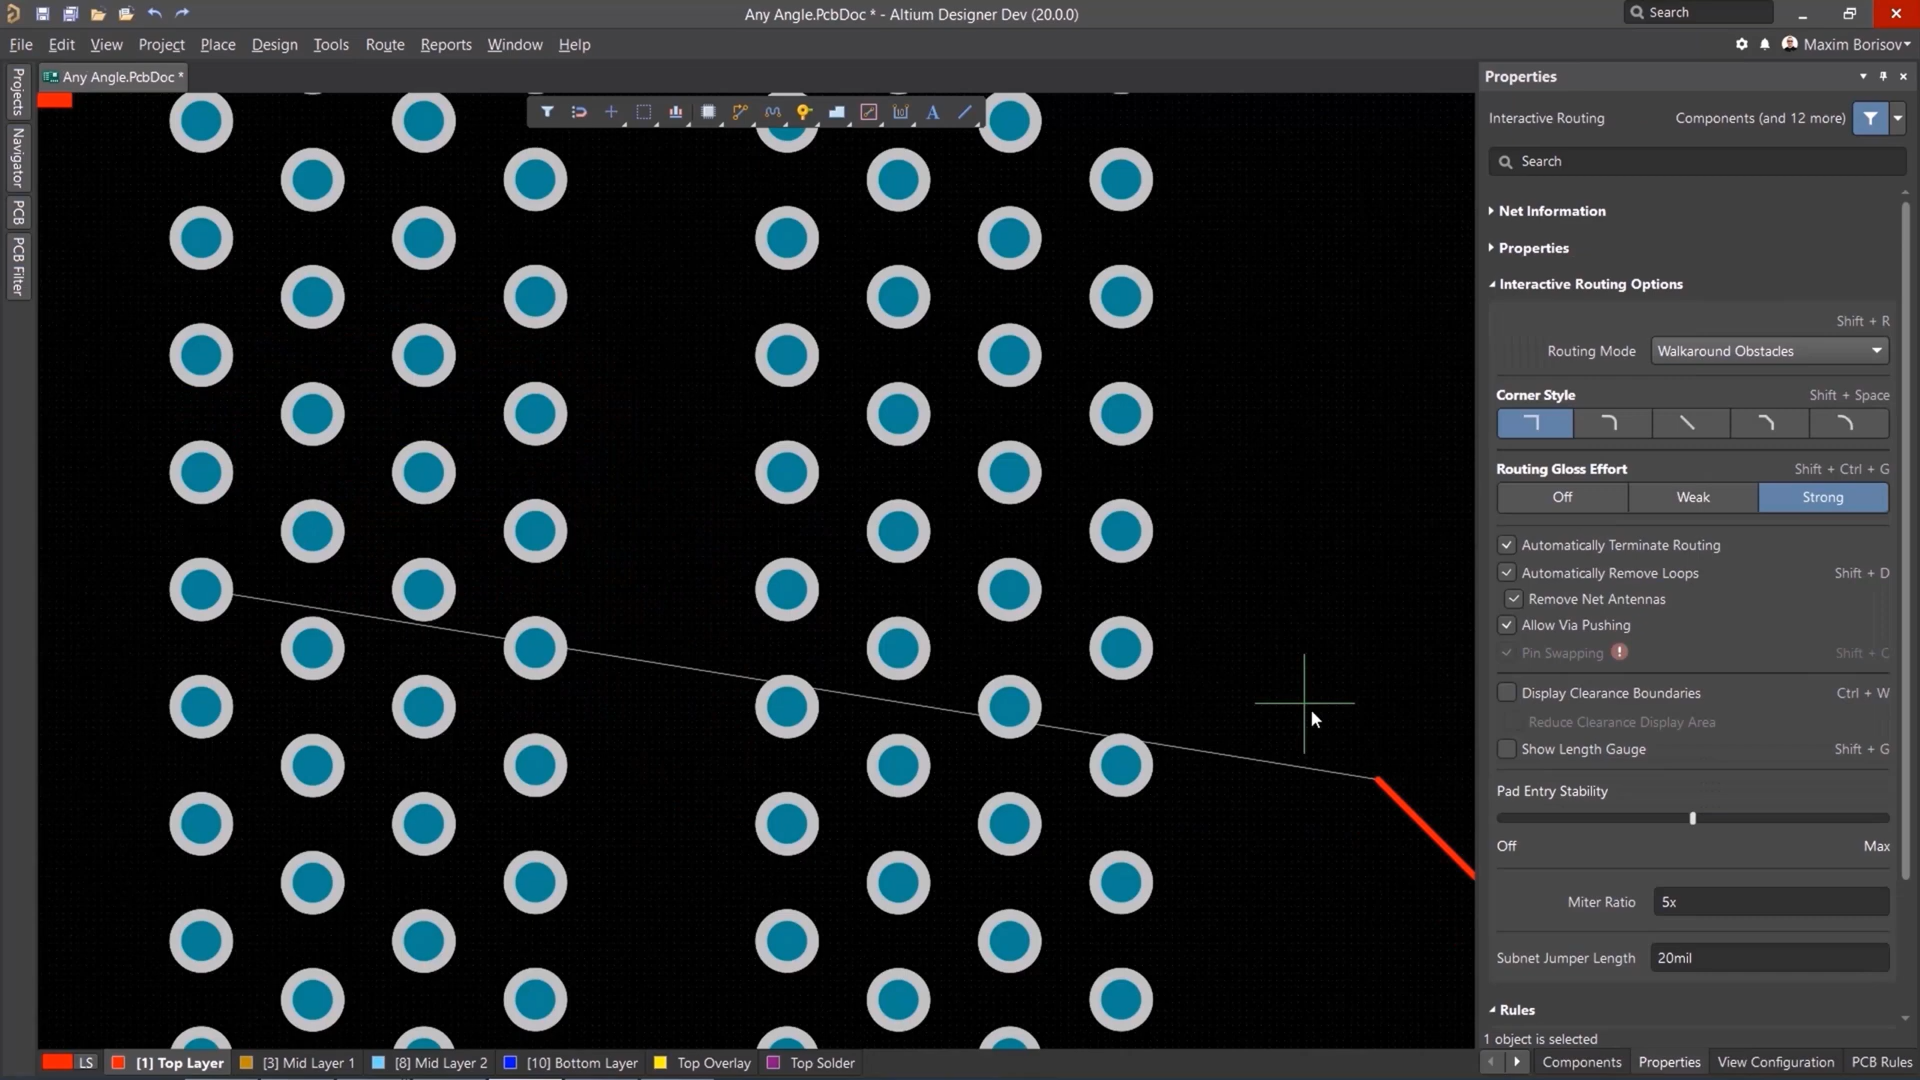 Any Angle.PcbDoc * - Altium Designer Dev (20.0.0)
Search
File Edit View Project Place Design Tools Route Reports Window Help
Maxim Borisov
Any Angle.PcbDoc *
Projects
Navigator
PCB
PCB Filter
Properties
Interactive Routing Components (and 12 more)
Search
Net Information
Properties
Interactive Routing Options
Shift + R
Routing Mode Walkaround Obstacles
Corner Style Shift + Space
Routing Gloss Effort Shift + Ctrl + G
Off Weak Strong
Automatically Terminate Routing
Automatically Remove Loops Shift + D
Remove Net Antennas
Allow Via Pushing
Pin Swapping Shift + C
Display Clearance Boundaries Ctrl + W
Reduce Clearance Display Area
Show Length Gauge Shift + G
Pad Entry Stability
Off Max
Miter Ratio 5x
Subnet Jumper Length 20mil
Rules
1 object is selected
LS [1] Top Layer [3] Mid Layer 1 [8] Mid Layer 2 [10] Bottom Layer Top Overlay Top Solder
Components Properties View Configuration PCB Rules